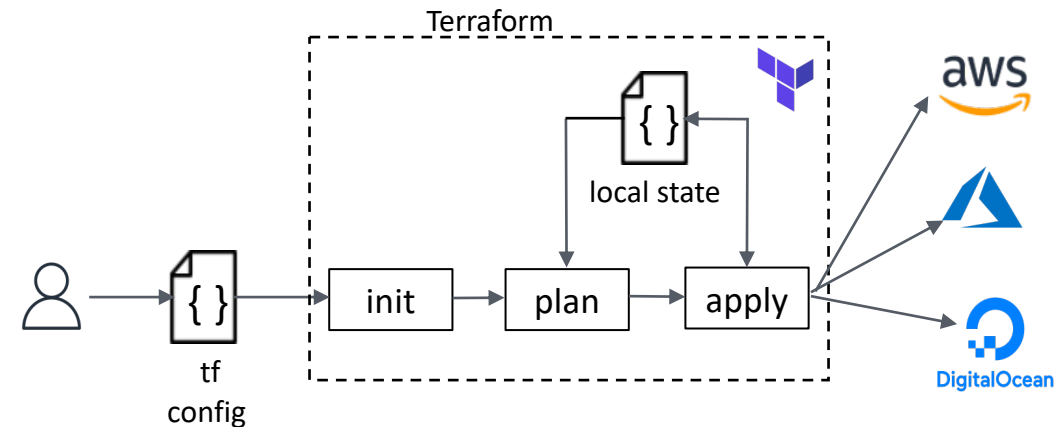 Terraform
aws
{ }
local state
{ }
init
plan
apply
tf
config
DigitalOcean